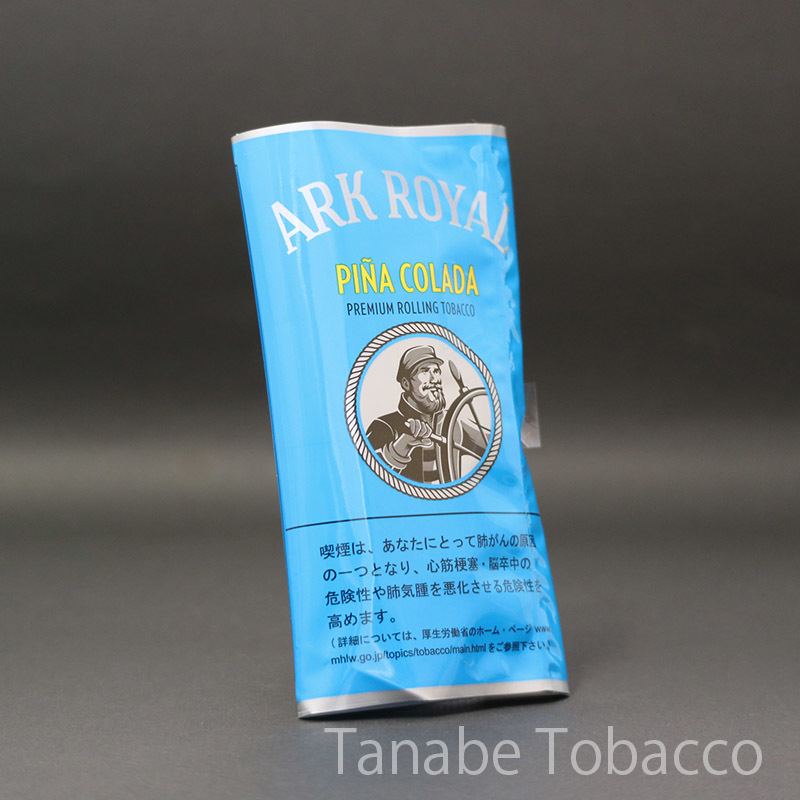 ARK ROYAL
PIÑA COLADA
PREMIUM ROLLING TOBACCO
喫煙は、あなたにとって肺がんの原因
の一つとなり、心筋梗塞・脳卒中の
危険性や肺気腫を悪化させる危険性を
高めます。
（詳細については、厚生労働省のホーム・ページ www.
mhlw.go.jp/topics/tobacco/main.html をご参照下さい。
Tanabe Tobacco